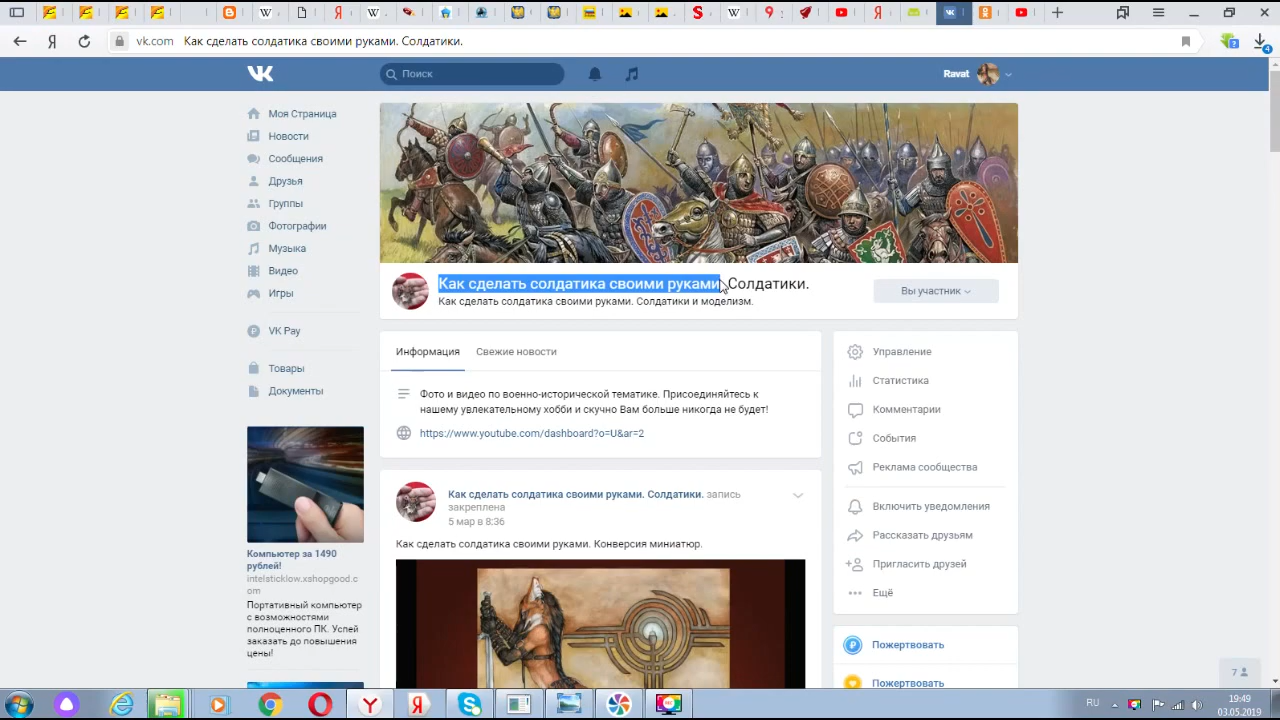 vk.com Как сделать солдатика своими руками. Солдатики.
Поиск
Ravat
Моя Страница
Новости
Сообщения
Друзья
Группы
Фотографии
Музыка
Видео
Игры
VK Pay
Товары
Документы
Компьютер за 1490
рублей!
intelsticklow.xshopgood.c
om
Портативный компьютер
с возможностями
полноценного ПК. Успей
заказать до повышения
цены!
Как сделать солдатика своими руками. Солдатики.
Как сделать солдатика своими руками. Солдатики и моделизм.
Вы участник
Информация
Свежие новости
Фото и видео по военно-исторической тематике. Присоединяйтесь к
нашему увлекательному хобби и скучно Вам больше никогда не будет!
https://www.youtube.com/dashboard?o=U&ar=2
Как сделать солдатика своими руками. Солдатики. запись
закреплена
5 мар в 8:36
Как сделать солдатика своими руками. Конверсия миниатюр.
Управление
Статистика
Комментарии
События
Реклама сообщества
Включить уведомления
Рассказать друзьям
Пригласить друзей
Ещё
Пожертвовать
Пожертвовать
7
RU
19:49
03.05.2019